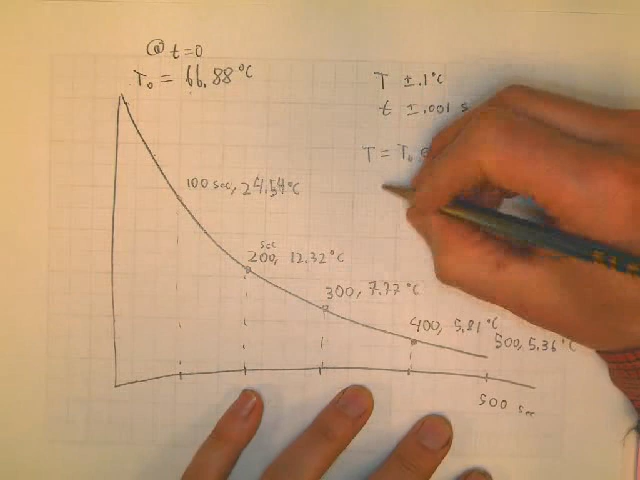 @ t=0
T₀ = 66.88°C
T ±.1°C
t ±.001 s
T = T₀ e
100 sec, 24.54°C
200, 12.32°C
sec
300, 7.77°C
400, 5.81°C
500, 5.36°C
500 sec